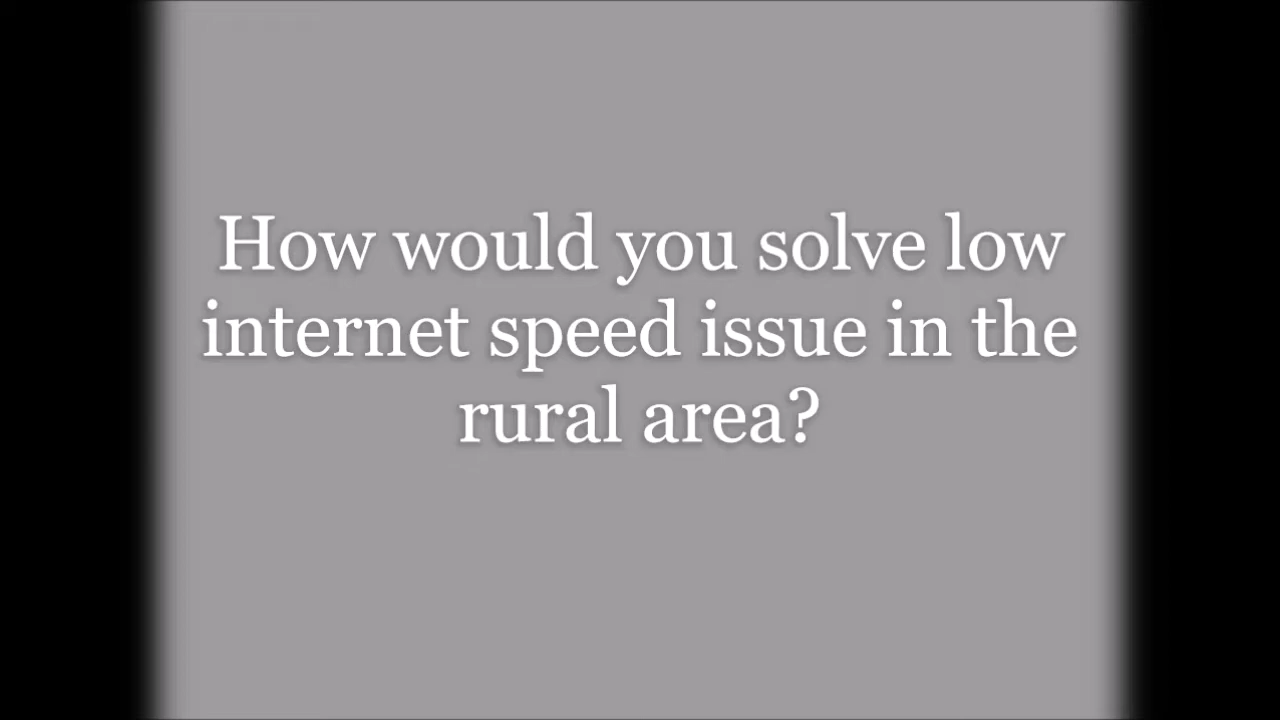 How would you solve low
internet speed issue in the
rural area?